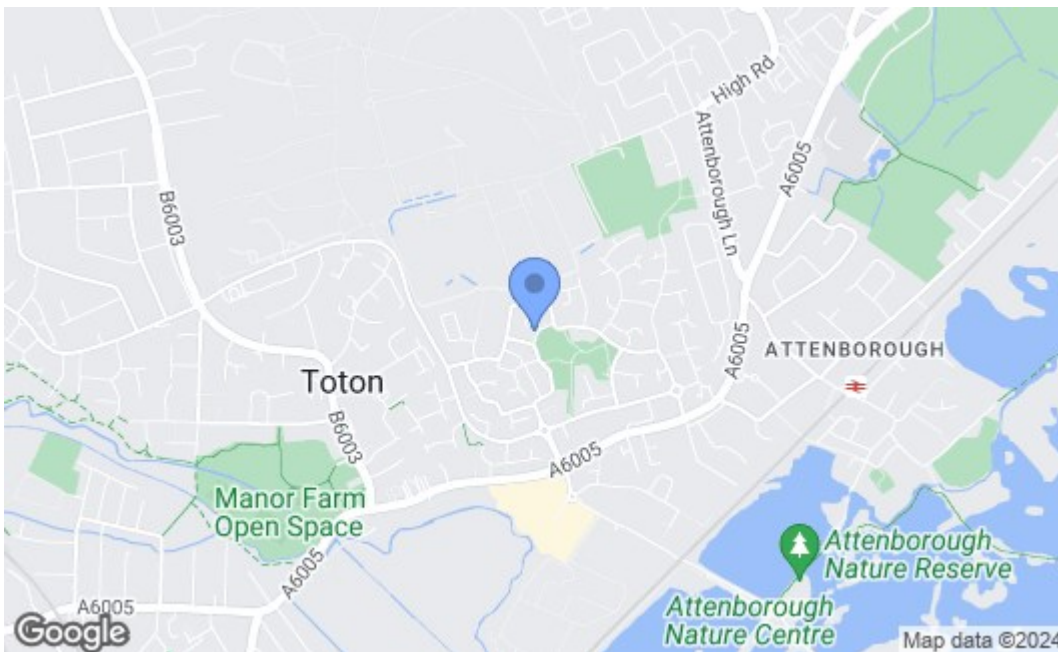 High Rd
Attenborough Ln
A6005
B6003
A6005
ATTENBOROUGH
Toton
B6003
A6005
Manor Farm
Open Space
Attenborough
Nature Reserve
A6005
A6005
Attenborough
Nature Centre
Google
Map data ©2024